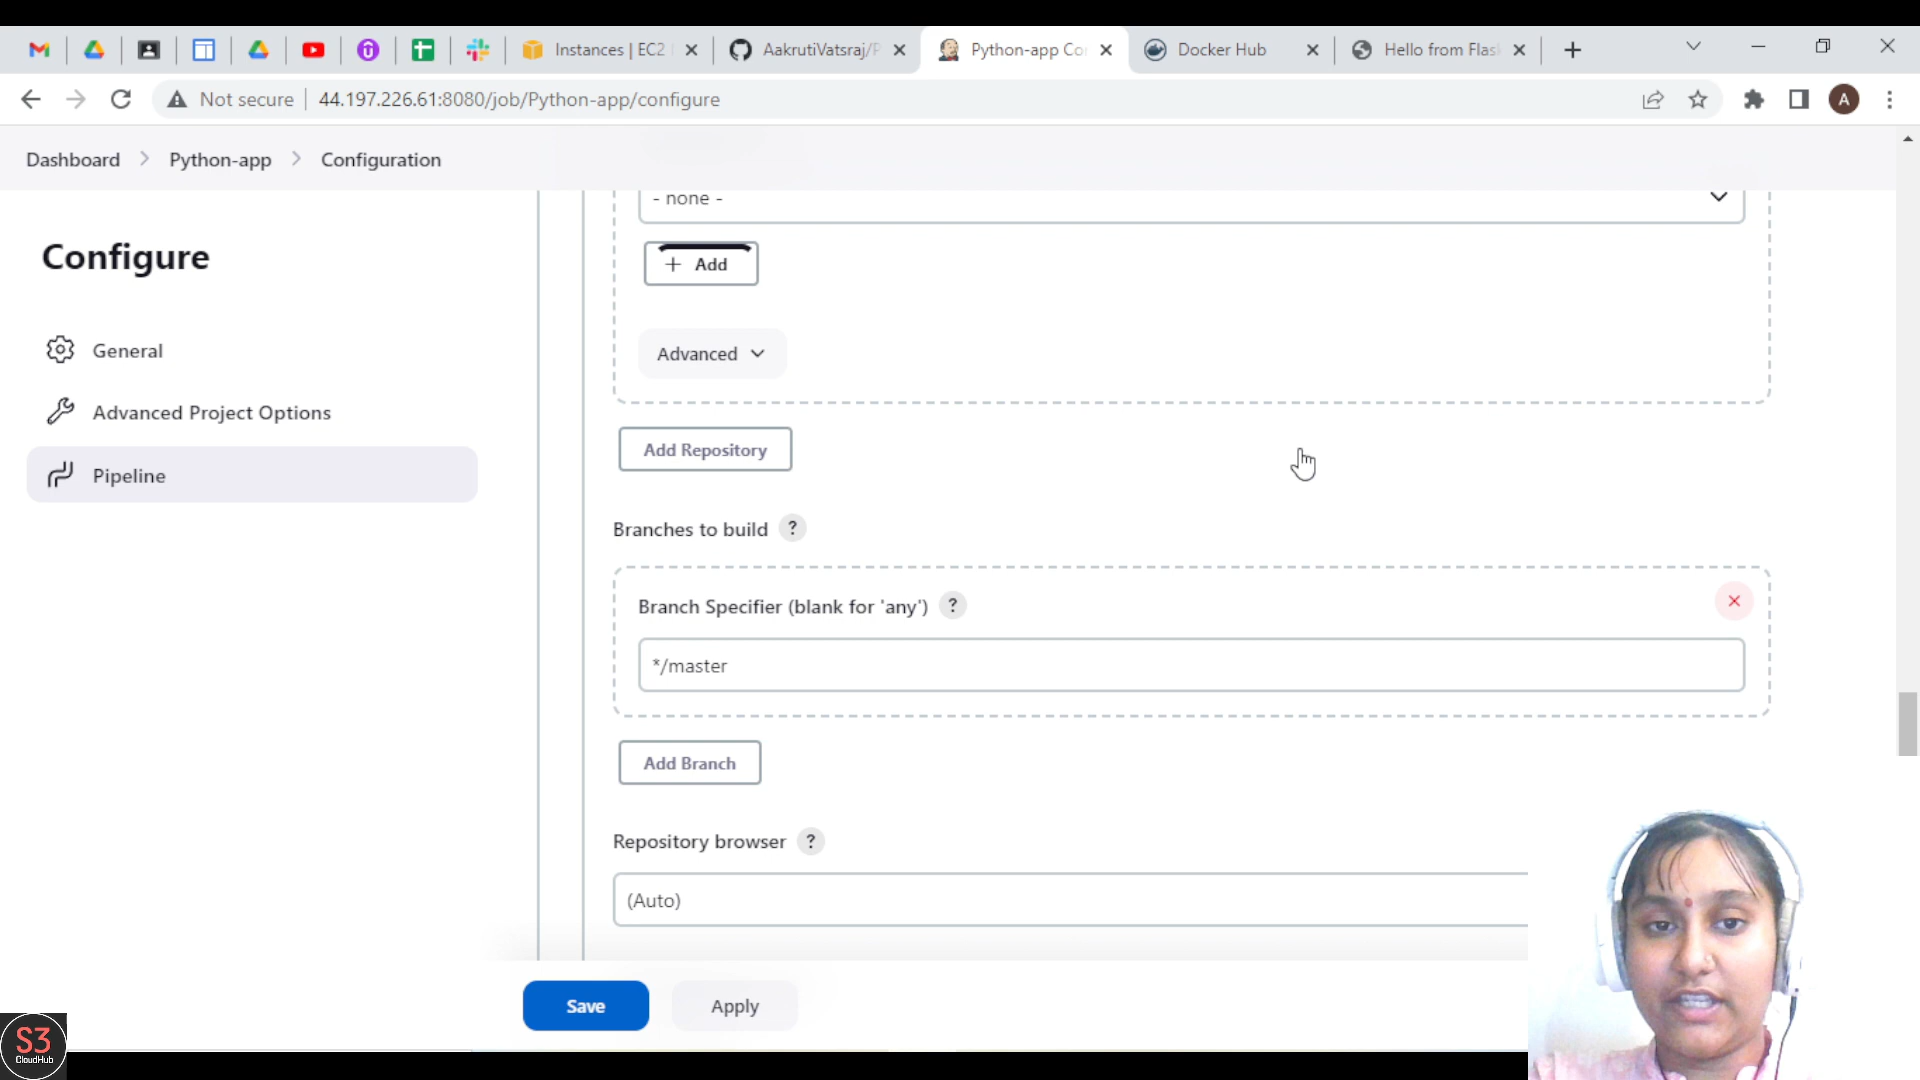 Instances | EC2
AakrutiVatsraj/P
Python-app Co
Docker Hub
Hello from Flas
Not secure
44.197.226.61:8080/job/Python-app/configure
A
Dashboard
Python-app
Configuration
Configure
General
Advanced Project Options
Pipeline
- none -
+ Add
Advanced
Add Repository
Branches to build ?
Branch Specifier (blank for 'any') ?
*/master
Add Branch
Repository browser ?
(Auto)
Save
Apply
S3
CloudHub